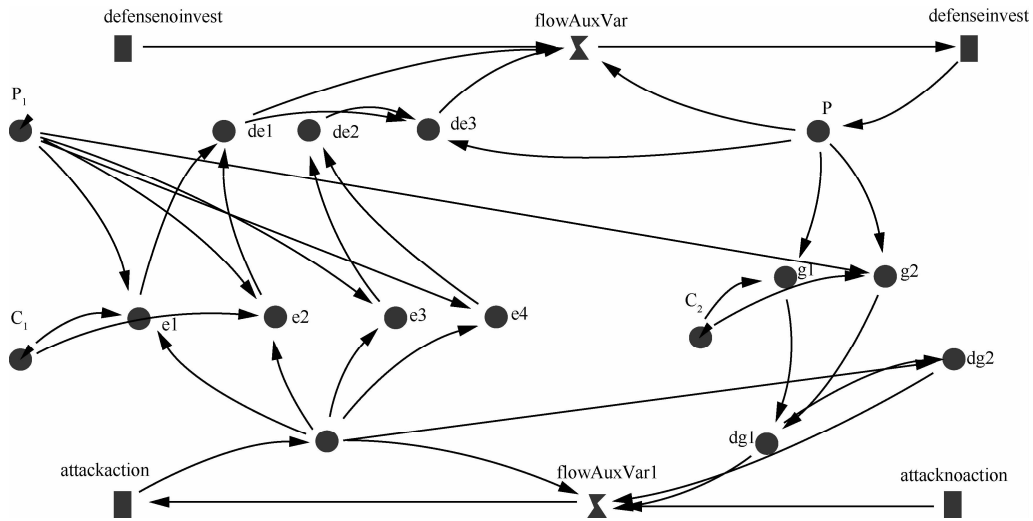 defensenoinvest
flowAuxVar
defenseinvest
P1
de1
de2
de3
P
g1
g2
C1
e1
e2
e3
e4
C2
dg2
dg1
attackaction
flowAuxVar1
attacknoaction